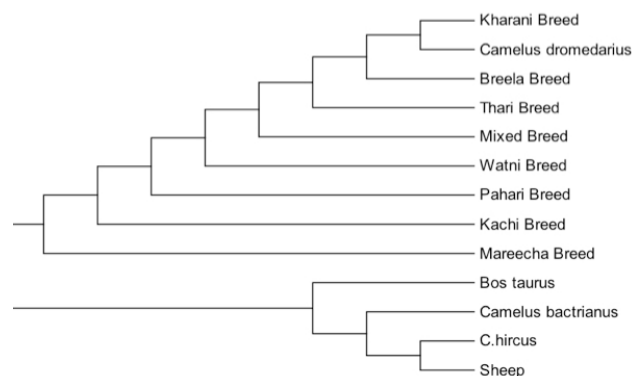 Kharani Breed
Camelus dromedarius
Breela Breed
Thari Breed
Mixed Breed
Watni Breed
Pahari Breed
Kachi Breed
Mareecha Breed
Bos taurus
Camelus bactrianus
C.hircus
Sheep